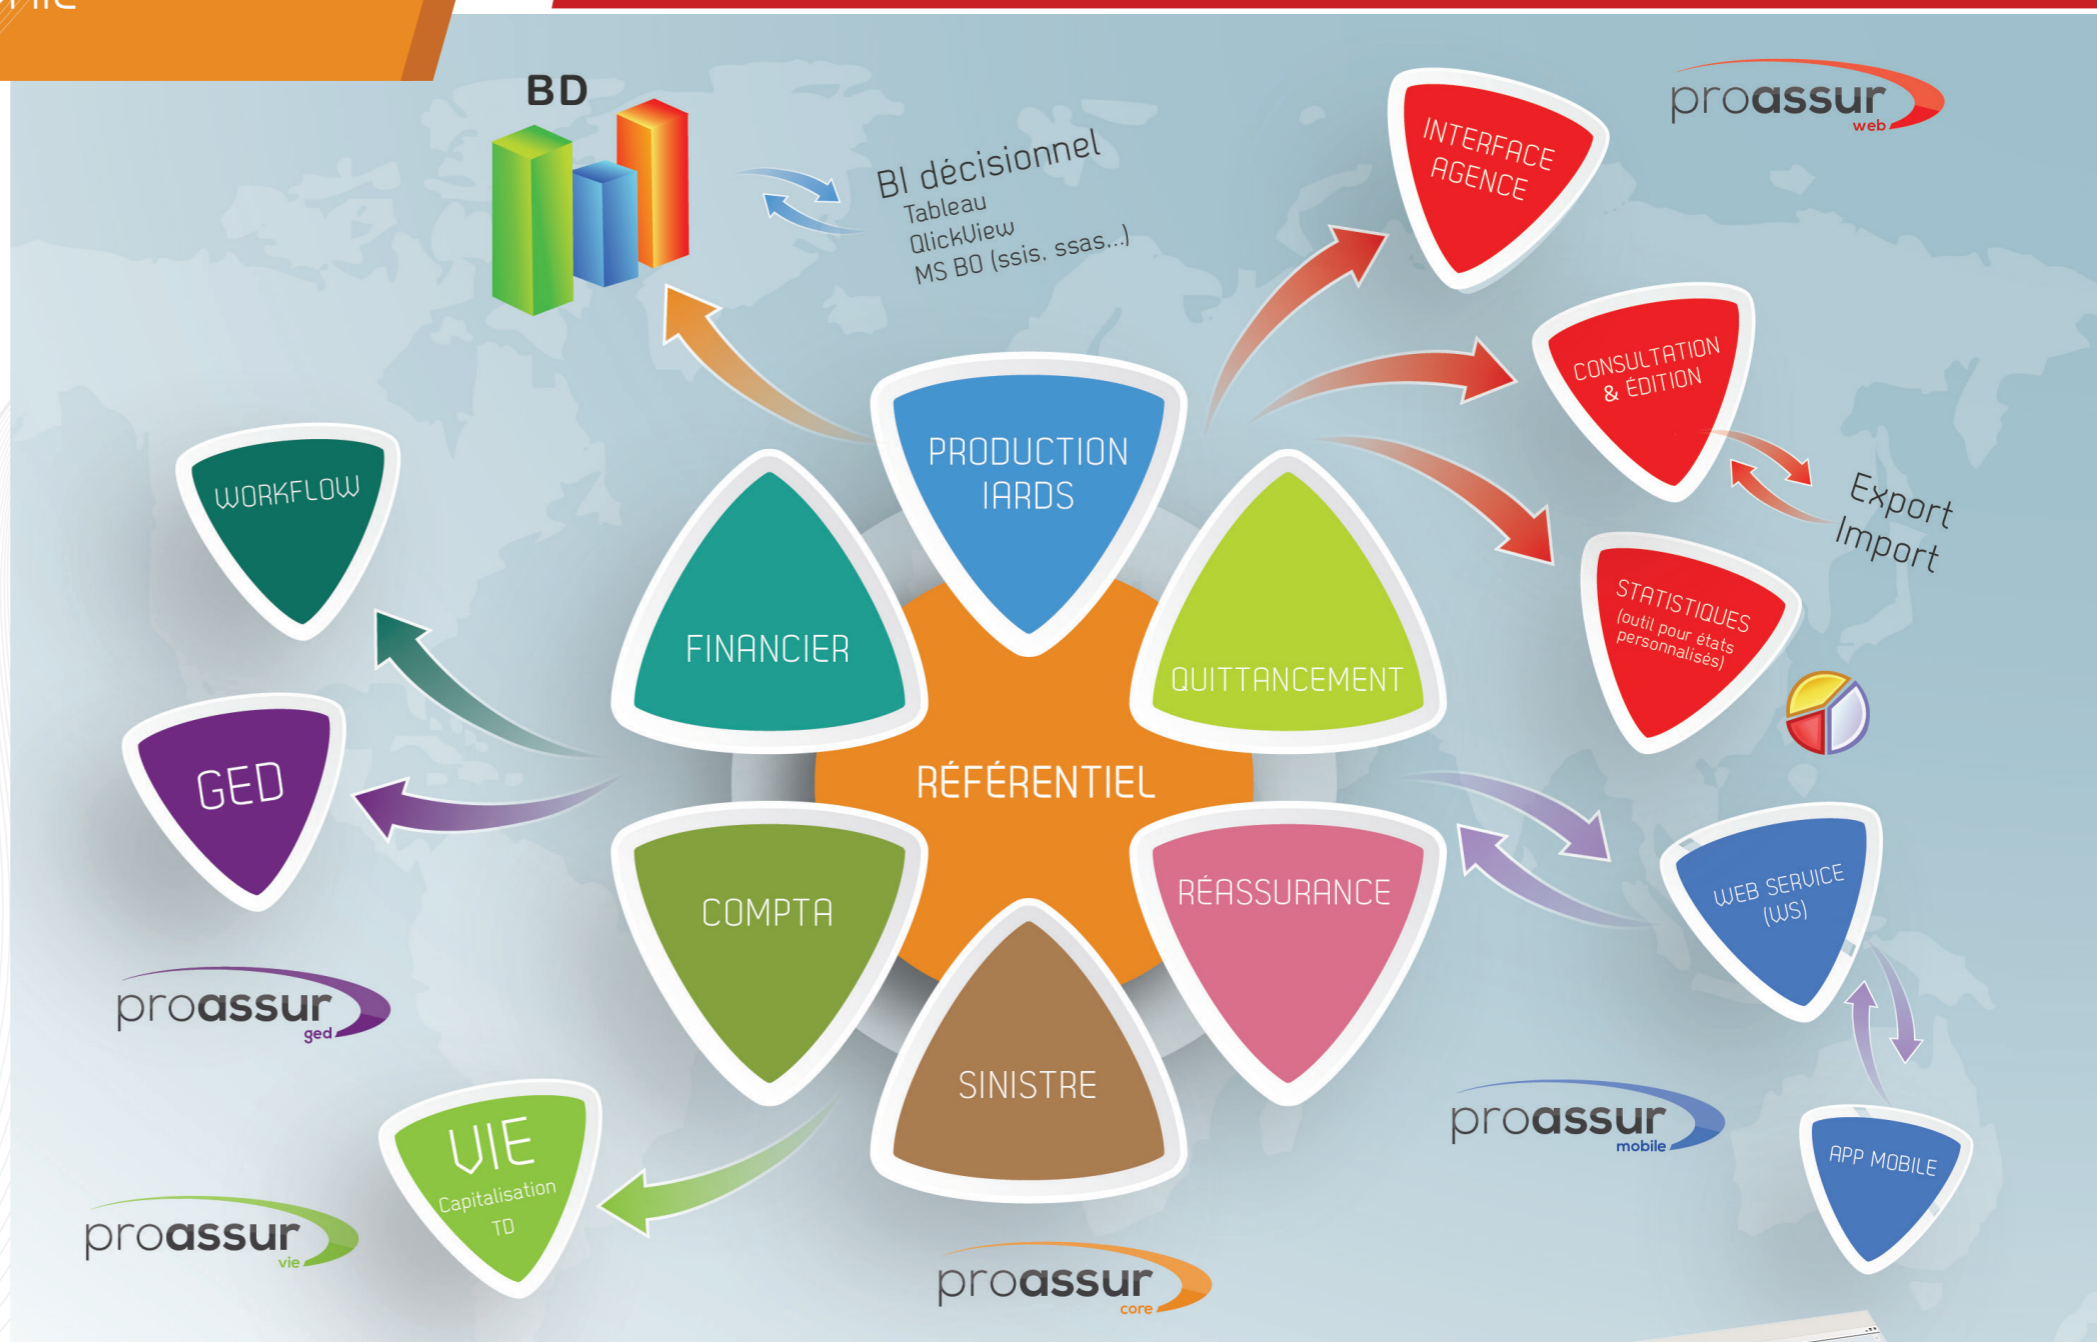 BD
BI décisionnel
Tableau
QlickView
MS BO (ssis, ssas...)
INTERFACE
AGENCE
proassur
web
CONSULTATION
& ÉDITION
Export
Import
STATISTIQUES
(outil pour états
personnalisés)
WORKFLOW
PRODUCTION
IARDS
FINANCIER
QUITTANCEMENT
GED
RÉFÉRENTIEL
COMPTA
RÉASSURANCE
WEB SERVICE
(WS)
proassur
ged
SINISTRE
VIE
Capitalisation
TD
proassur
mobile
APP MOBILE
proassur
vie
proassur
core